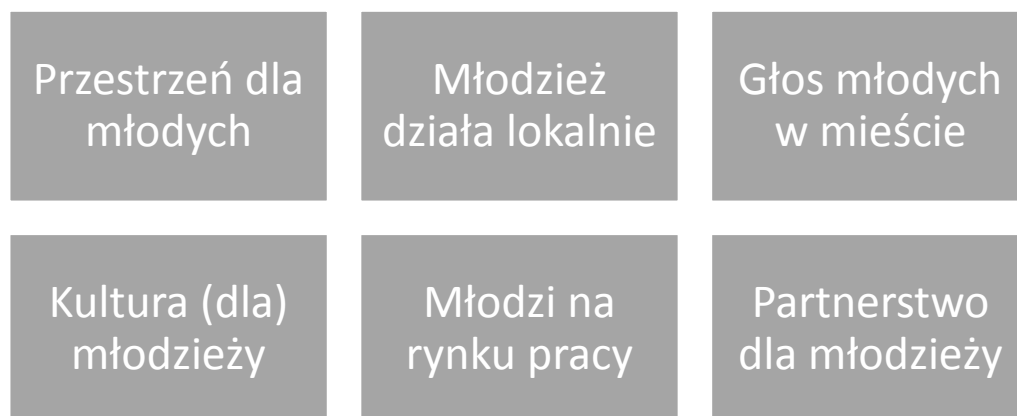 Przestrzeń dla
młodych
Młodzież
działa lokalnie
Głos młodych
w mieście
Kultura (dla)
młodzieży
Młodzi na
rynku pracy
Partnerstwo
dla młodzieży